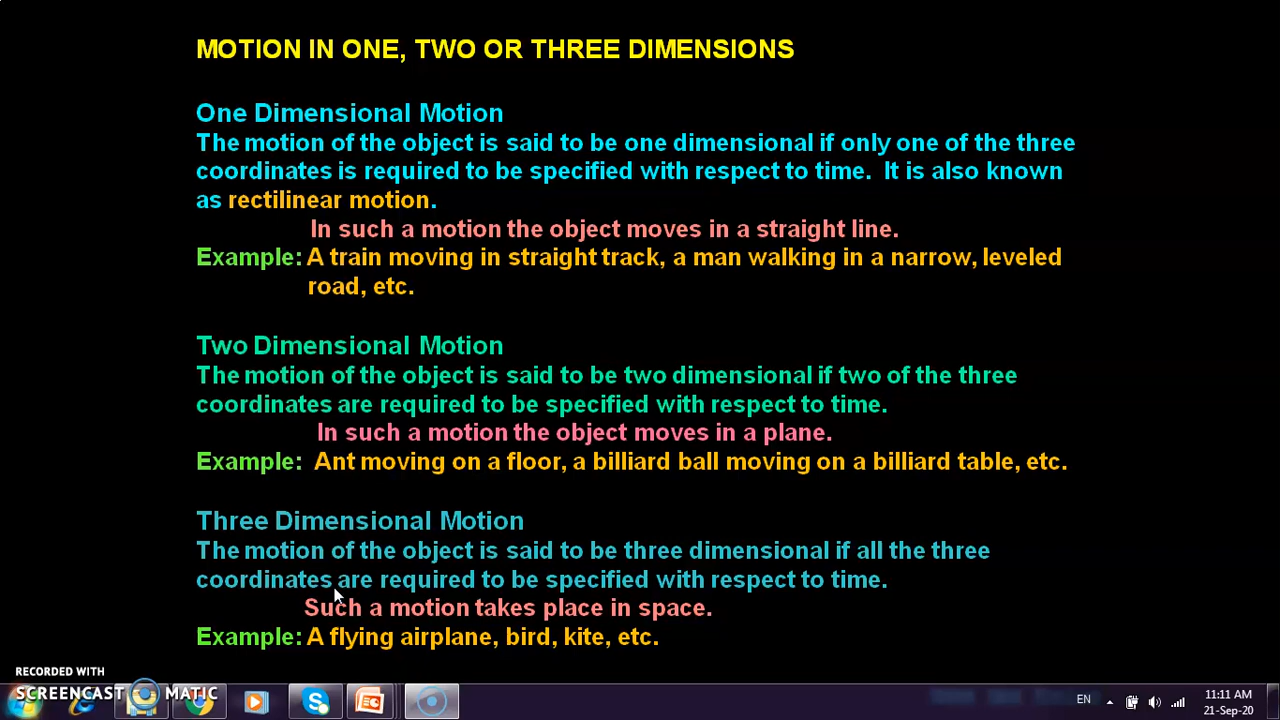 MOTION IN ONE, TWO OR THREE DIMENSIONS
One Dimensional Motion
The motion of the object is said to be one dimensional if only one of the three
coordinates is required to be specified with respect to time. It is also known
as rectilinear motion.
In such a motion the object moves in a straight line.
Example: A train moving in straight track, a man walking in a narrow, leveled
road, etc.
Two Dimensional Motion
The motion of the object is said to be two dimensional if two of the three
coordinates are required to be specified with respect to time.
In such a motion the object moves in a plane.
Example: Ant moving on a floor, a billiard ball moving on a billiard table, etc.
Three Dimensional Motion
The motion of the object is said to be three dimensional if all the three
coordinates are required to be specified with respect to time.
Such a motion takes place in space.
Example: A flying airplane, bird, kite, etc.
RECORDED WITH
SCREENCAST MATIC
EN
11:11 AM
21-Sep-20